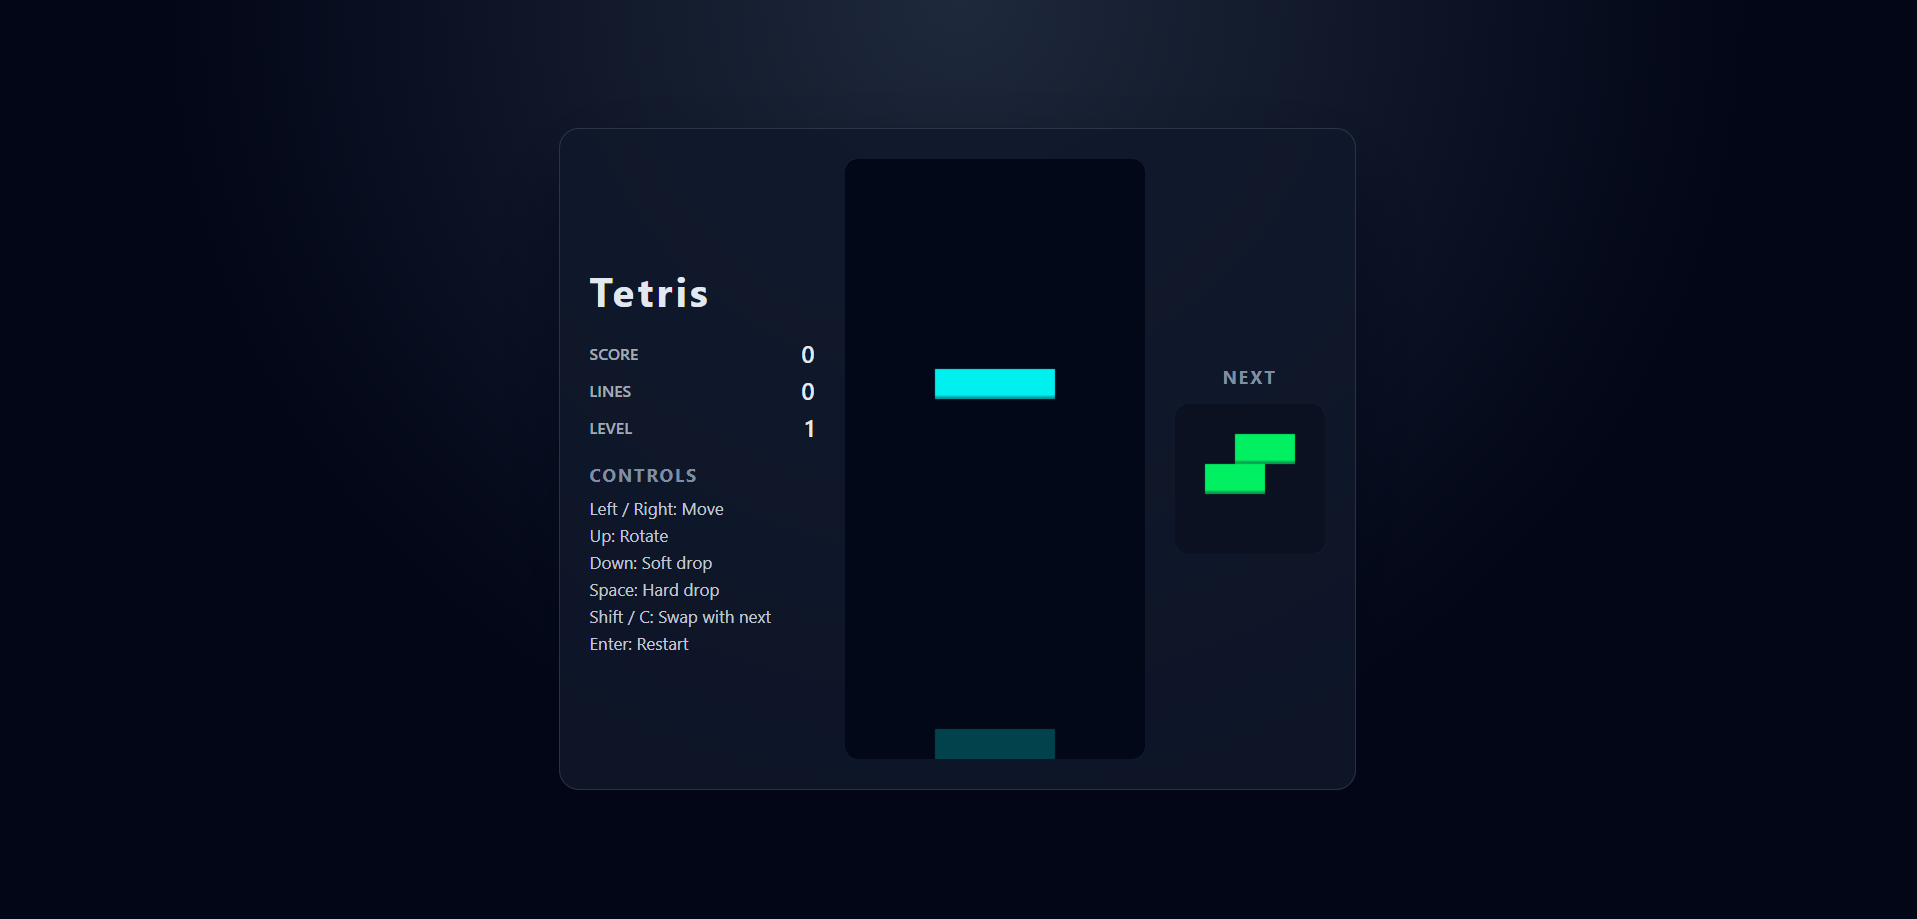 Tetris
SCORE 0
LINES 0
LEVEL 1
CONTROLS
Left / Right: Move
Up: Rotate
Down: Soft drop
Space: Hard drop
Shift / C: Swap with next
Enter: Restart
NEXT